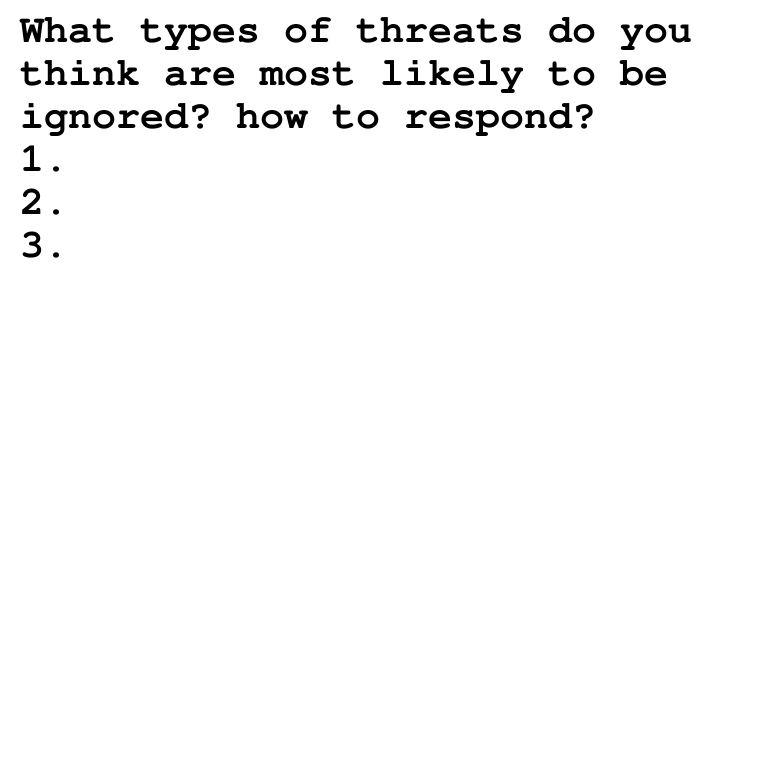 What types of threats do you
think are most likely to be
ignored? how to respond?
1.
2.
3.